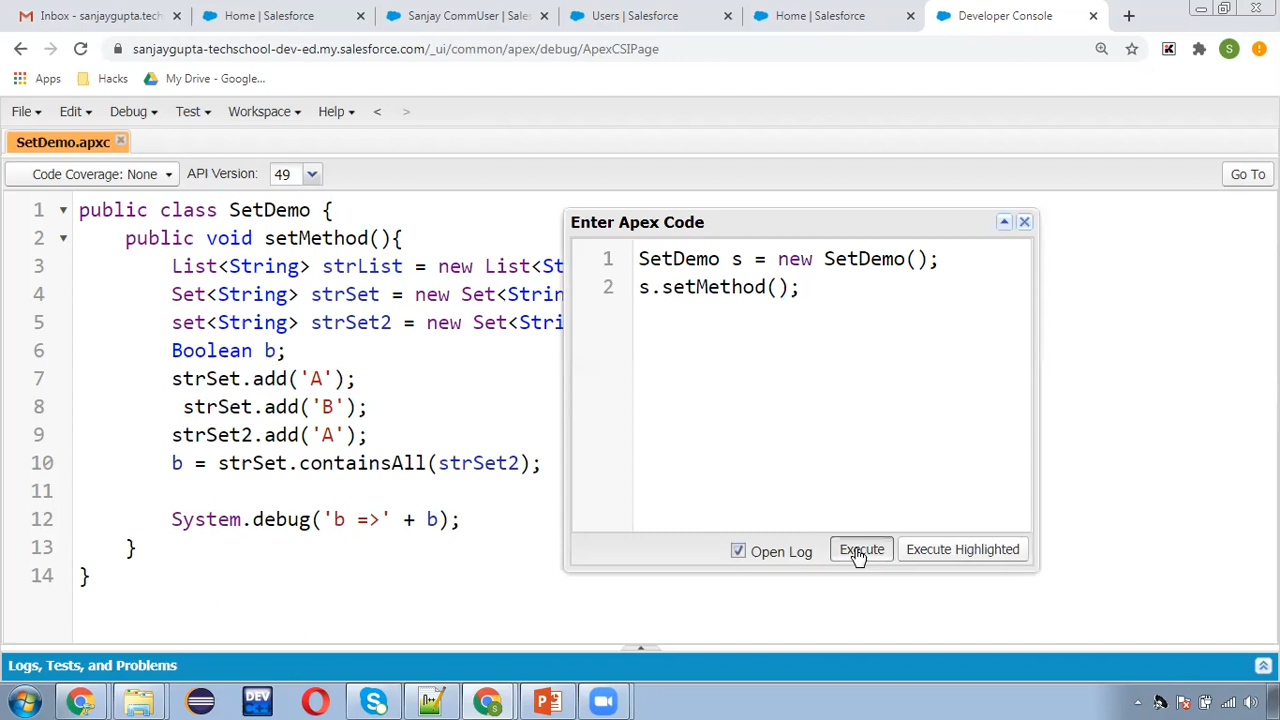 Inbox - sanjaygupta.tech
Home | Salesforce
Sanjay CommUser | Sales
Users | Salesforce
Home | Salesforce
Developer Console
sanjaygupta-techschool-dev-ed.my.salesforce.com/_ui/common/apex/debug/ApexCSIPage
S
Apps
Hacks
My Drive - Google...
File
Edit
Debug
Test
Workspace
Help
<
>
SetDemo.apxc
Code Coverage: None
API Version:
49
Go To
1 public class SetDemo {
2 public void setMethod(){
3 List<String> strList = new List<St
4 Set<String> strSet = new Set<Strin
5 set<String> strSet2 = new Set<Stri
6 Boolean b;
7 strSet.add('A');
8 strSet.add('B');
9 strSet2.add('A');
10 b = strSet.containsAll(strSet2);
11
12 System.debug('b =>' + b);
13 }
14 }
Enter Apex Code
1 SetDemo s = new SetDemo();
2 s.setMethod();
Open Log
Execute
Execute Highlighted
Logs, Tests, and Problems
DEV
C++